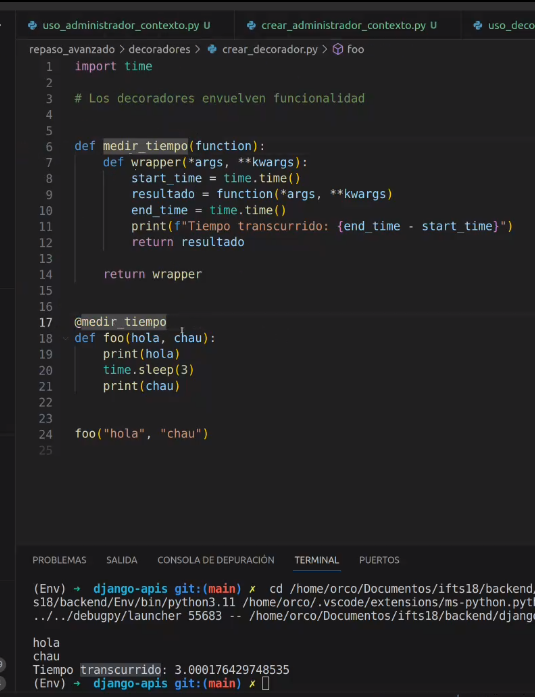 uso_administrador_contexto.py U
crear_administrador_contexto.py U
uso_deco
repaso_avanzado > decoradores > crear_decorador.py > foo
1 import time
2
3 # Los decoradores envuelven funcionalidad
4
5
6 def medir_tiempo(function):
7 def wrapper(*args, **kwargs):
8 start_time = time.time()
9 resultado = function(*args, **kwargs)
10 end_time = time.time()
11 print(f"Tiempo transcurrido: {end_time - start_time}")
12 return resultado
13
14 return wrapper
15
16
17 @medir_tiempo
18 def foo(hola, chau):
19 print(hola)
20 time.sleep(3)
21 print(chau)
22
23
24 foo("hola", "chau")
25
PROBLEMAS SALIDA CONSOLA DE DEPURACIÓN TERMINAL PUERTOS
(Env) → django-apis git:(main) ✗ cd /home/orco/Documentos/ifts18/backend/
s18/backend/Env/bin/python3.11 /home/orco/.vscode/extensions/ms-python.pyt
../../debugpy/launcher 55683 -- /home/orco/Documentos/ifts18/backend/djang
hola
chau
Tiempo transcurrido: 3.000176429748535
(Env) → django-apis git:(main) ✗